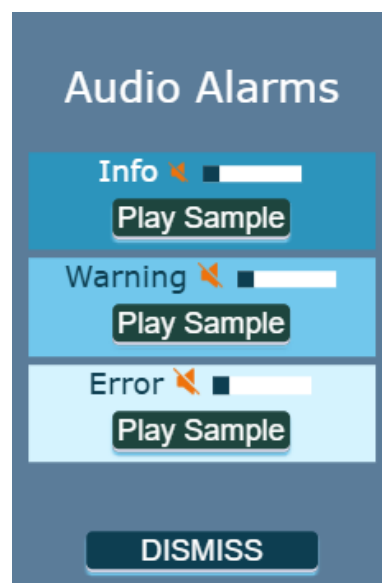 Audio Alarms
Info
Play Sample
Warning
Play Sample
Error
Play Sample
DISMISS